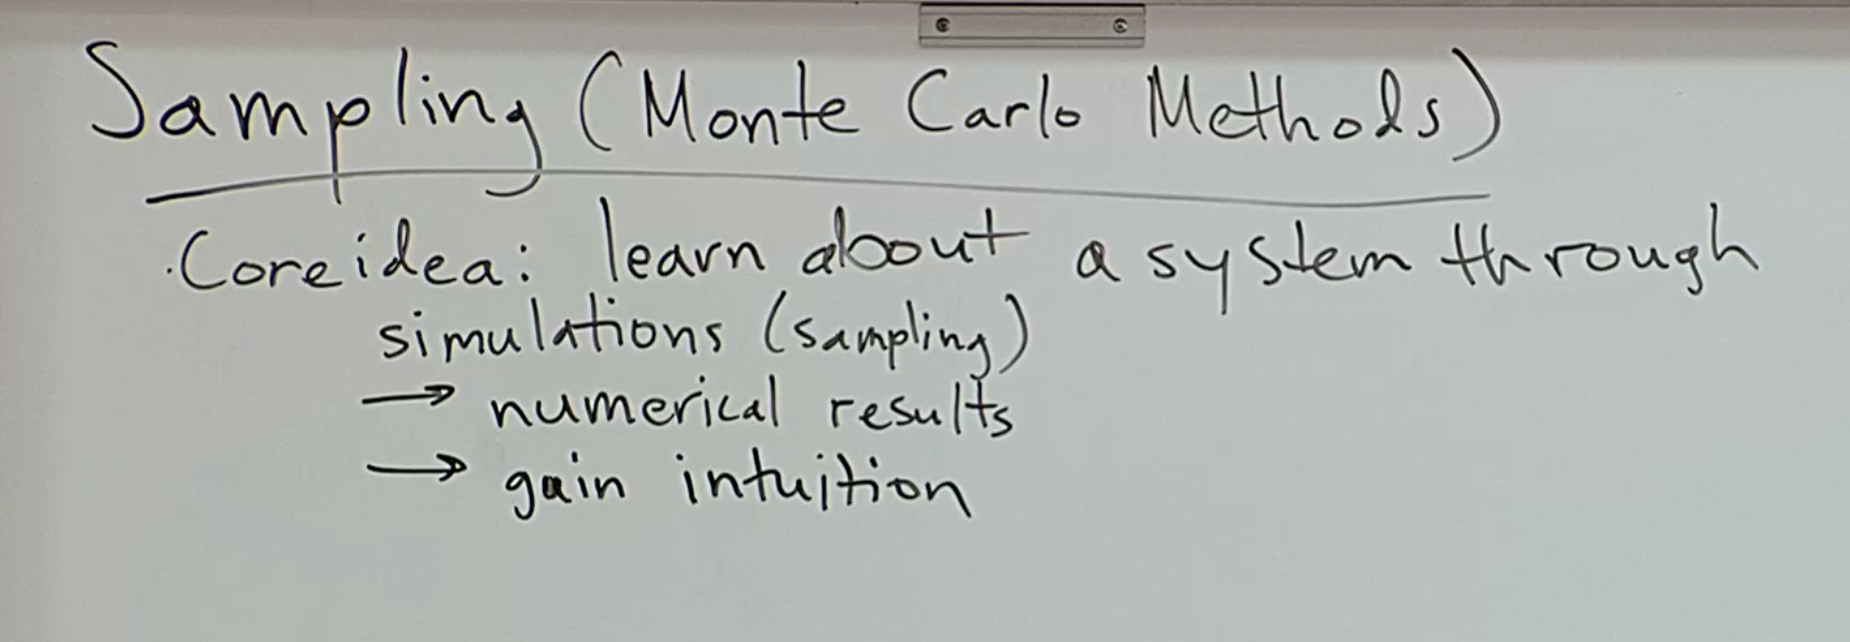 Sampling (Monte Carlo Methods)
· Core idea: learn about a system through
simulations (sampling)
→ numerical results
→ gain intuition